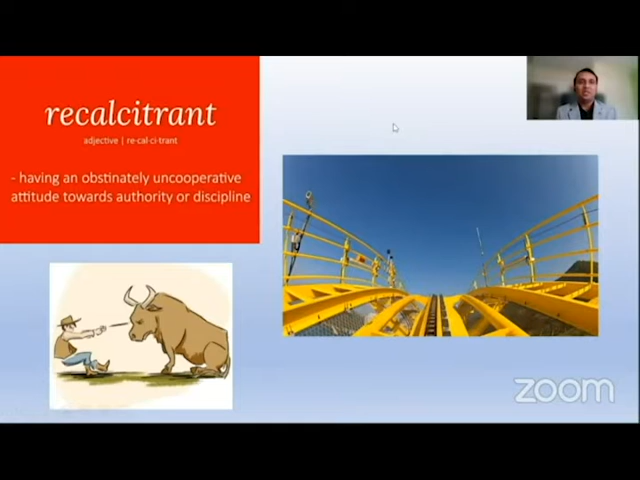 recalcitrant
adjective | re·cal·ci·trant
- having an obstinately uncooperative
attitude towards authority or discipline
zoom